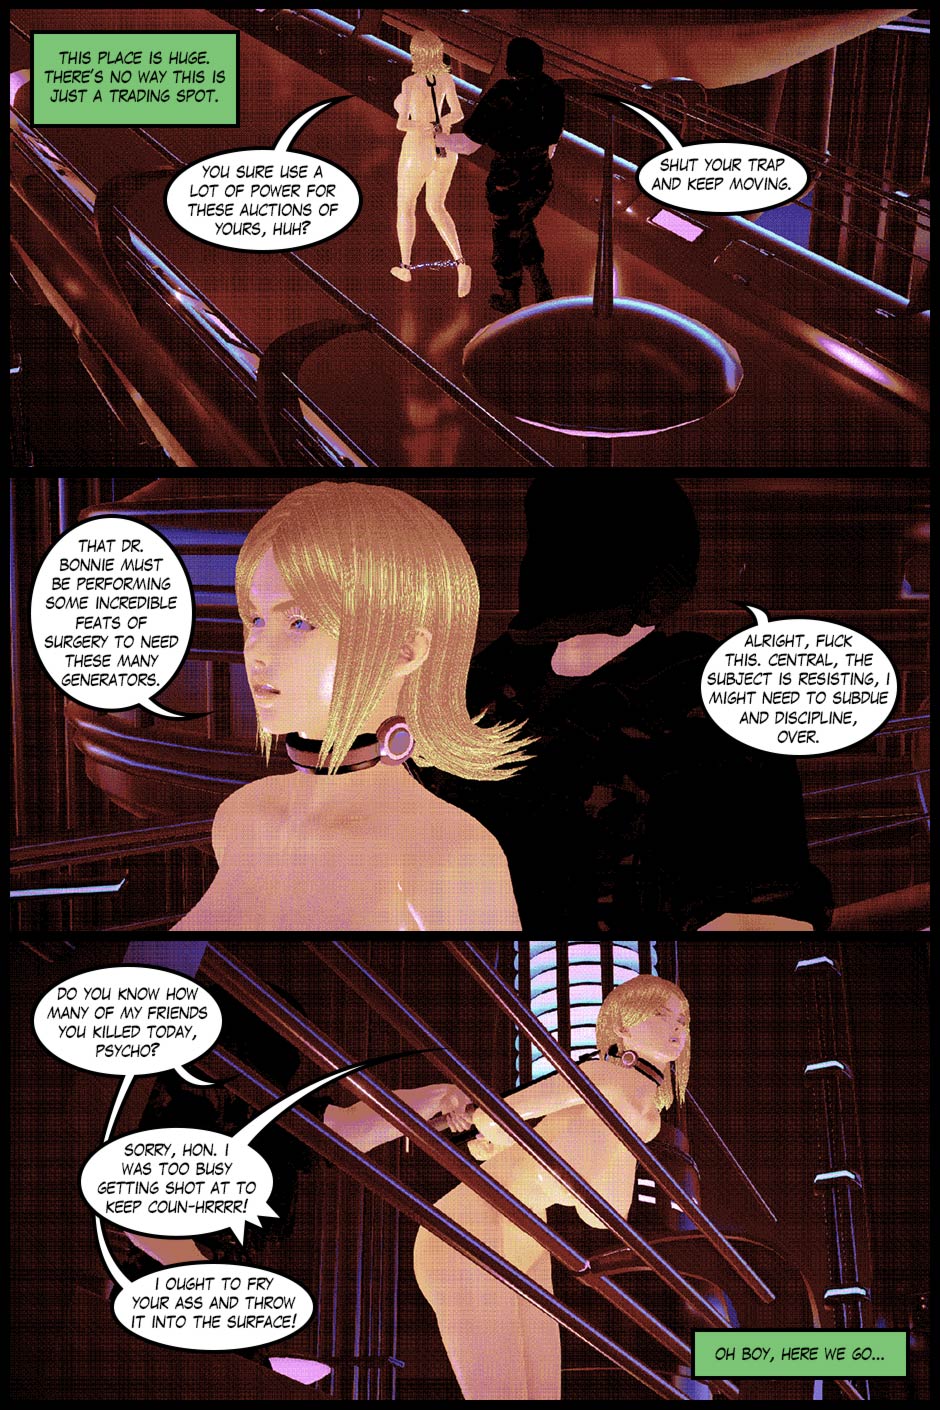 THIS PLACE IS HUGE.
THERE'S NO WAY THIS IS
JUST A TRADING SPOT.
YOU SURE USE A
LOT OF POWER FOR
THESE AUCTIONS OF
YOURS, HUH?
SHUT YOUR TRAP
AND KEEP MOVING.
THAT DR.
BONNIE MUST
BE PERFORMING
SOME INCREDIBLE
FEATS OF
SURGERY TO NEED
THESE MANY
GENERATORS.
ALRIGHT, FUCK
THIS. CENTRAL, THE
SUBJECT IS RESISTING, I
MIGHT NEED TO SUBDUE
AND DISCIPLINE,
OVER.
DO YOU KNOW HOW
MANY OF MY FRIENDS
YOU KILLED TODAY,
PSYCHO?
SORRY, HON. I
WAS TOO BUSY
GETTING SHOT AT TO
KEEP COUN-HRRRR!
I OUGHT TO FRY
YOUR ASS AND THROW
IT INTO THE SURFACE!
OH BOY, HERE WE GO...